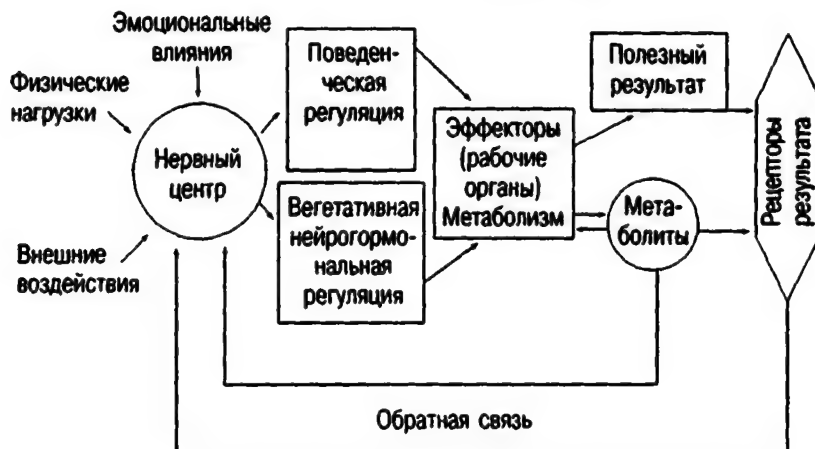 Эмоциональные
влияния
Физические
нагрузки
Нервный
центр
Внешние
воздействия
Поведен-
ческая
регуляция
Вегетативная
нейрогормо-
нальная
регуляция
Эффекторы
(рабочие
органы)
Метаболизм
Полезный
результат
Мета-
болиты
Рецепторы
результата
Обратная связь